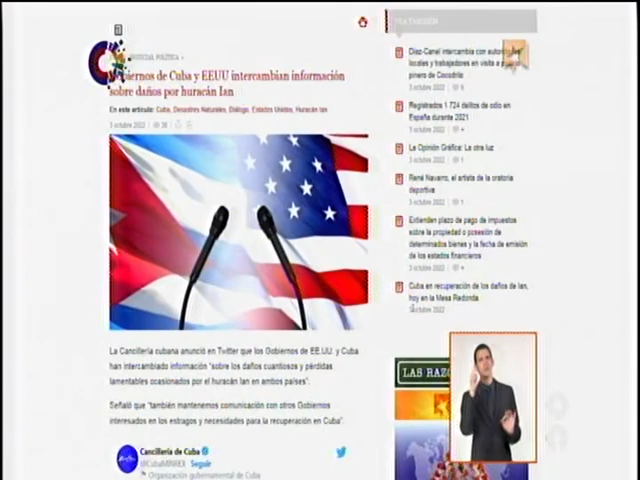 NOTICIAS, POLÍTICA
Gobiernos de Cuba y EEUU intercambian información
sobre daños por huracán Ian
En este artículo: Cuba, Desastres Naturales, Diálogo, Estados Unidos, Huracán Ian
3 octubre 2022
La Cancillería cubana anunció en Twitter que los Gobiernos de EE.UU. y Cuba
han intercambiado información "sobre los daños cuantiosos y pérdidas
lamentables ocasionados por el huracán Ian en ambos países".
Señaló que "también mantenemos comunicación con otros Gobiernos
interesados en los estragos y necesidades para la recuperación en Cuba".
Cancillería de Cuba
@CubaMINREX · Seguir
Organización gubernamental de Cuba
Díaz-Canel intercambia con
locales y trabajadores en visita a
pinero de Cocodrilo
3 octubre 2022
Registrados 1 724 delitos de odio en
España durante 2021
3 octubre 2022
La Opinión Gráfica: La otra luz
3 octubre 2022
René Navarro, el artista de la oratoria
deportiva
3 octubre 2022
Extienden plazo de pago de impuestos
sobre la propiedad o posesión de
determinados bienes y la fecha de emisión
de los estados financieros
3 octubre 2022
Cuba en recuperación de los daños de Ian,
hoy en la Mesa Redonda
3 octubre 2022
LAS